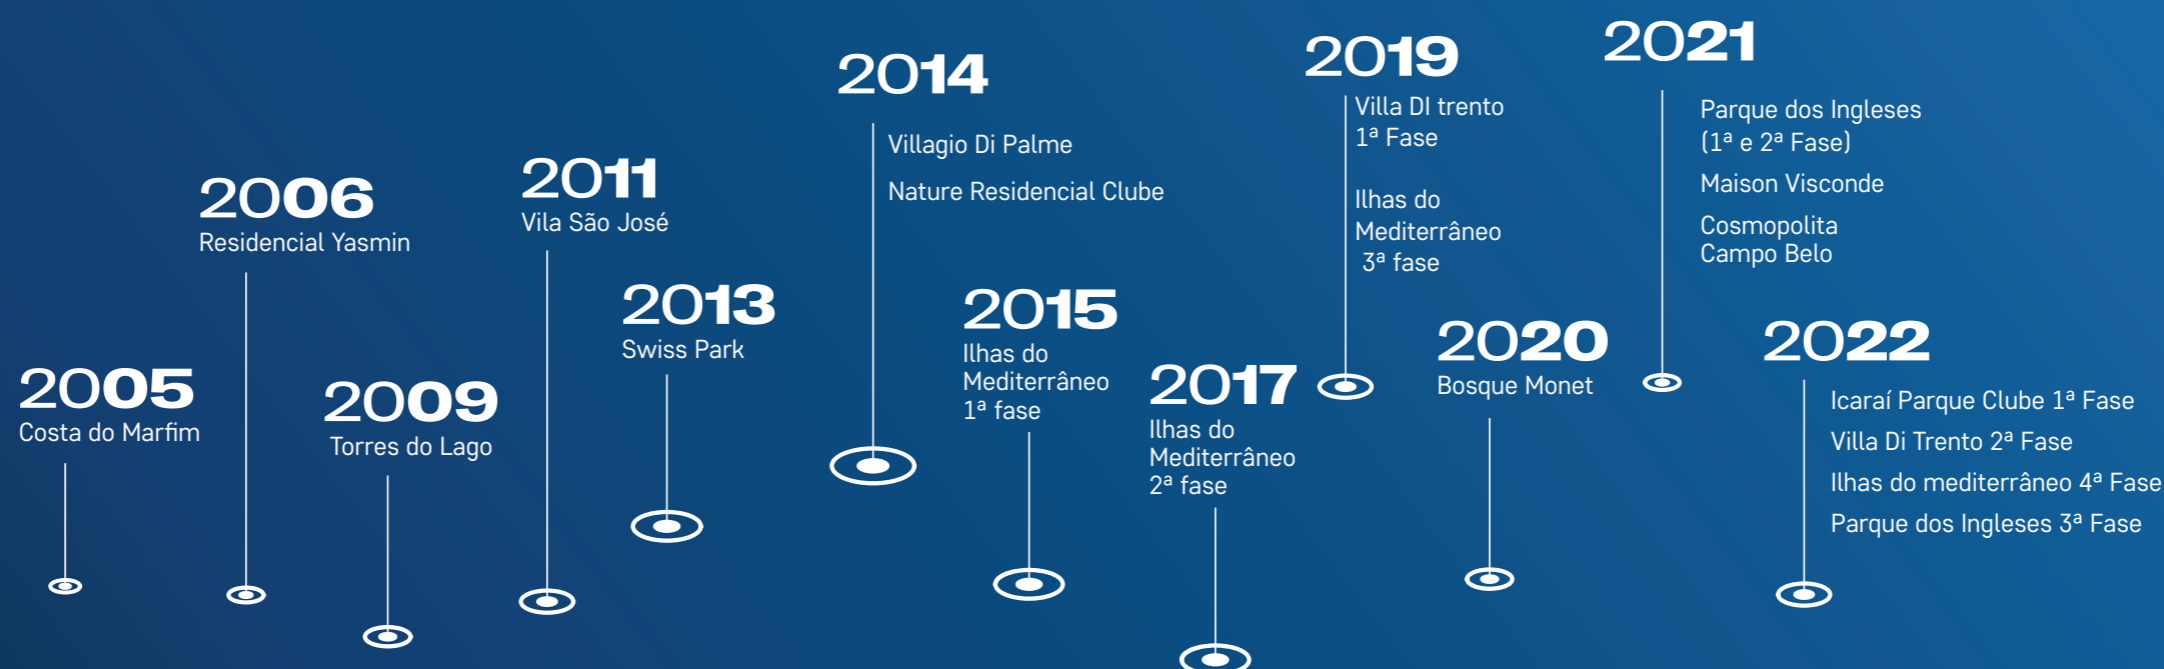 2005
Costa do Marfim
2006
Residencial Yasmin
2009
Torres do Lago
2011
Vila São José
2013
Swiss Park
2014
Villagio Di Palme
Nature Residencial Clube
2015
Ilhas do
Mediterrâneo
1ª fase
2017
Ilhas do
Mediterrâneo
2ª fase
2019
Villa DI trento
1ª Fase
Ilhas do
Mediterrâneo
3ª fase
2020
Bosque Monet
2021
Parque dos Ingleses
(1ª e 2ª Fase)
Maison Visconde
Cosmopolita
Campo Belo
2022
Icaraí Parque Clube 1ª Fase
Villa Di Trento 2ª Fase
Ilhas do mediterrâneo 4ª Fase
Parque dos Ingleses 3ª Fase